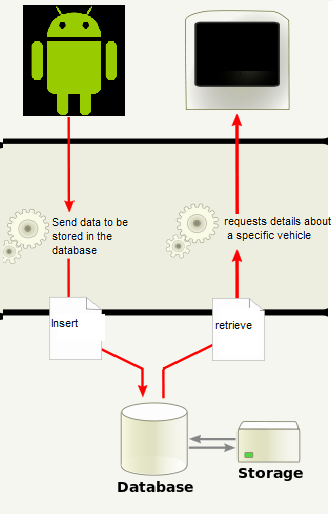 Send data to be
stored in the
database
requests details about
a specific vehicle
Insert
retrieve
Database
Storage